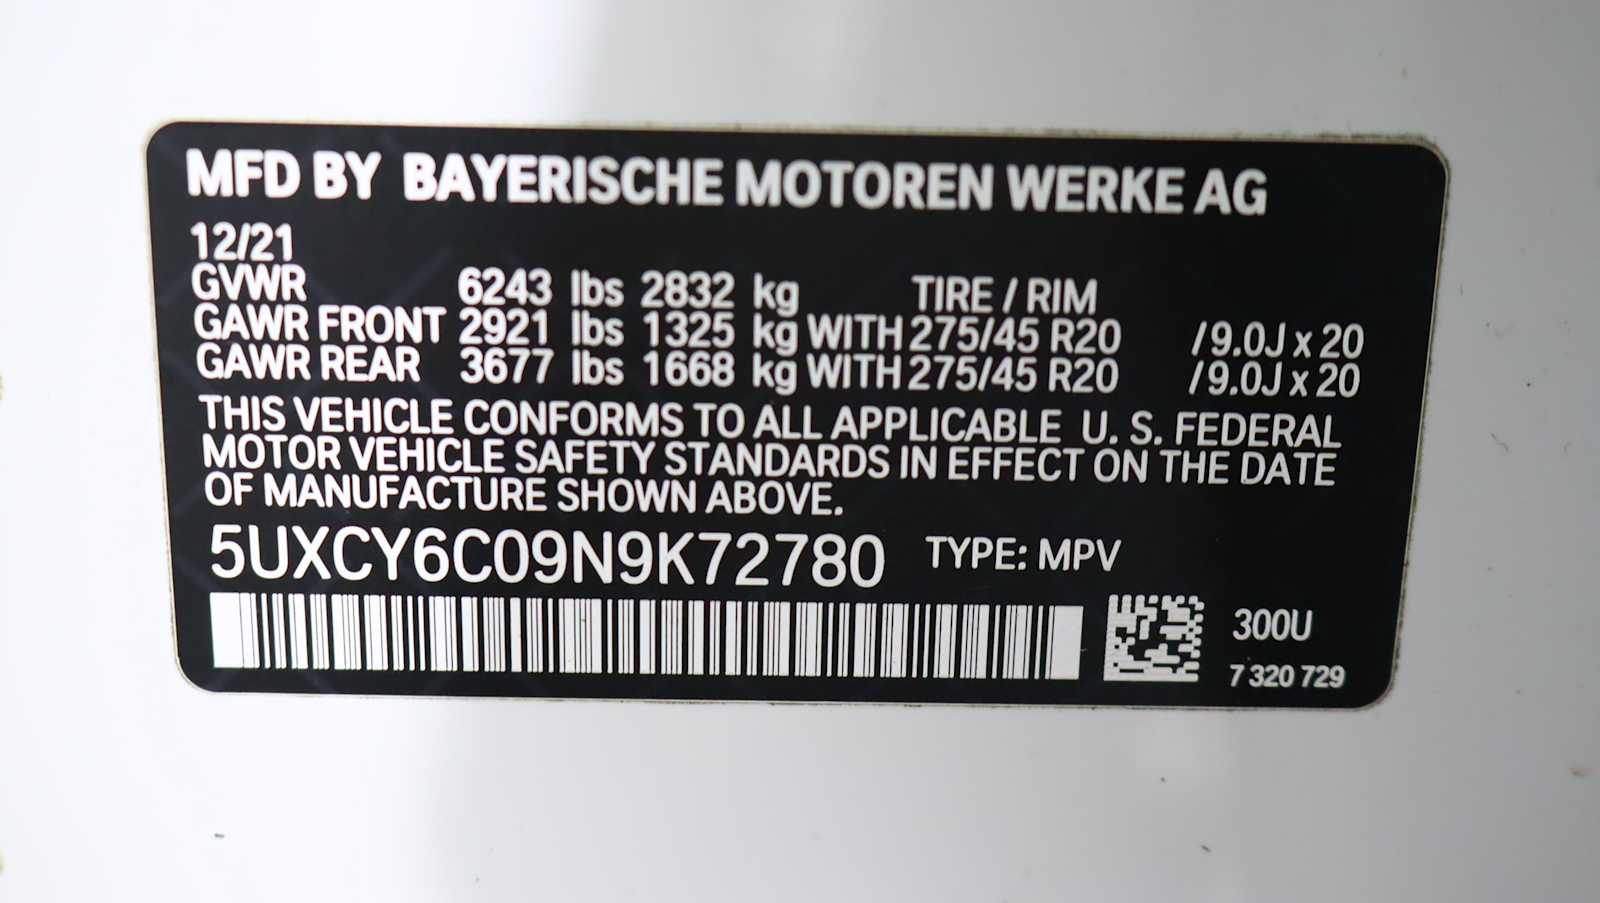 MFD BY BAYERISCHE MOTOREN WERKE AG
12/21
GVWR 6243 lbs 2832 kg TIRE / RIM
GAWR FRONT 2921 lbs 1325 kg WITH 275/45 R20 / 9.0J x 20
GAWR REAR 3677 lbs 1668 kg WITH 275/45 R20 / 9.0J x 20
THIS VEHICLE CONFORMS TO ALL APPLICABLE U. S. FEDERAL
MOTOR VEHICLE SAFETY STANDARDS IN EFFECT ON THE DATE
OF MANUFACTURE SHOWN ABOVE.
5UXCY6C09N9K72780 TYPE: MPV
300U
7 320 729